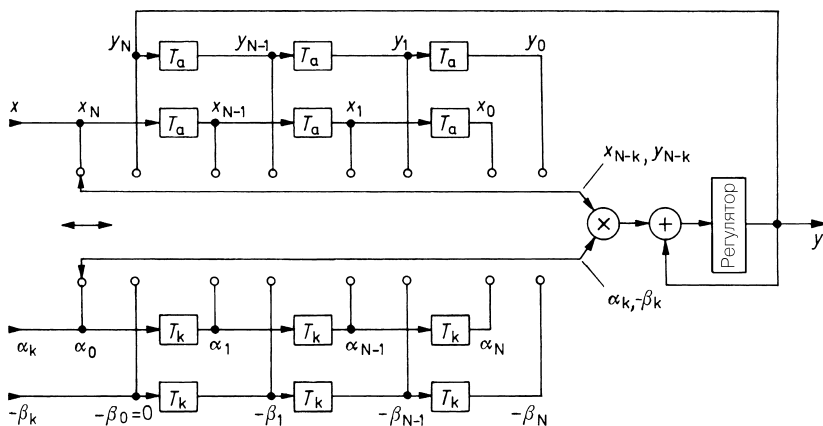 y_N y_{N-1} y_1 y_0
T_a T_a T_a
x x_N x_{N-1} x_1 x_0
T_a T_a T_a
x_{N-k}, y_{N-k}
× + Регулятор y
α_k, -β_k
T_k T_k T_k
α_k α_0 α_1 α_{N-1} α_N
T_k T_k T_k
-β_k -β_0=0 -β_1 -β_{N-1} -β_N